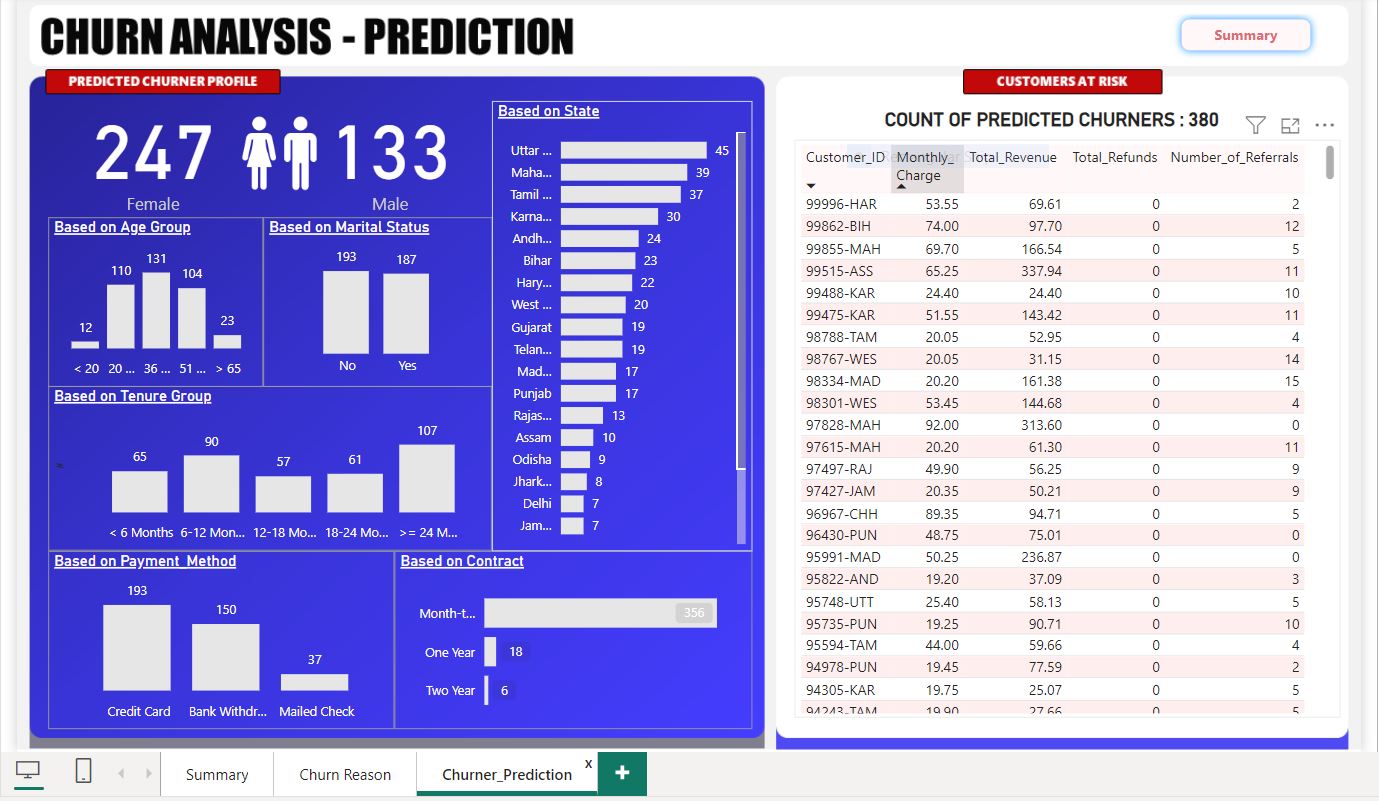 CHURN ANALYSIS - PREDICTION
Summary
PREDICTED CHURNER PROFILE
247
133
Female
Male
Based on Age Group
12
110
131
104
23
< 20
20 ...
36 ...
51 ...
> 65
Based on Marital Status
193
187
No
Yes
Based on Tenure Group
65
90
57
61
107
< 6 Months
6-12 Mon...
12-18 Mo...
18-24 Mo...
>= 24 M...
Based on Payment_Method
193
150
37
Credit Card
Bank Withdr...
Mailed Check
Based on State
Uttar ... 45
Maha... 39
Tamil ... 37
Karna... 30
Andh... 24
Bihar 23
Hary... 22
West ... 20
Gujarat 19
Telan... 19
Mad... 17
Punjab 17
Rajas... 13
Assam 10
Odisha 9
Jhark... 8
Delhi 7
Jam... 7
Based on Contract
Month-t... 356
One Year 18
Two Year 6
CUSTOMERS AT RISK
COUNT OF PREDICTED CHURNERS : 380
Customer_ID Monthly_ Total_Revenue Total_Refunds Number_of_Referrals
Charge
99996-HAR 53.55 69.61 0 2
99862-BIH 74.00 97.70 0 12
99855-MAH 69.70 166.54 0 5
99515-ASS 65.25 337.94 0 11
99488-KAR 24.40 24.40 0 10
99475-KAR 51.55 143.42 0 11
98788-TAM 20.05 52.95 0 4
98767-WES 20.05 31.15 0 14
98334-MAD 20.20 161.38 0 15
98301-WES 53.45 144.68 0 4
97828-MAH 92.00 313.60 0 0
97615-MAH 20.20 61.30 0 11
97497-RAJ 49.90 56.25 0 9
97427-JAM 20.35 50.21 0 9
96967-CHH 89.35 94.71 0 5
96430-PUN 48.75 75.01 0 0
95991-MAD 50.25 236.87 0 0
95822-AND 19.20 37.09 0 3
95748-UTT 25.40 58.13 0 5
95735-PUN 19.25 90.71 0 10
95594-TAM 44.00 59.66 0 4
94978-PUN 19.45 77.59 0 2
94305-KAR 19.75 25.07 0 5
94243-TAM 19.90 27.66 0 5
Summary
Churn Reason
Churner_Prediction
x
+